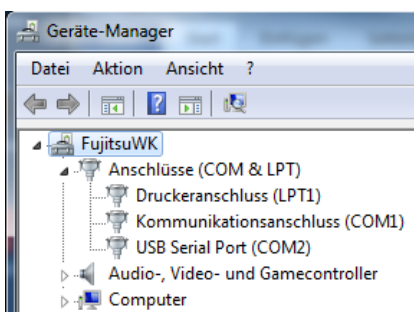 Geräte-Manager
Datei Aktion Ansicht ?
FujitsuWK
Anschlüsse (COM & LPT)
Druckeranschluss (LPT1)
Kommunikationsanschluss (COM1)
USB Serial Port (COM2)
Audio-, Video- und Gamecontroller
Computer